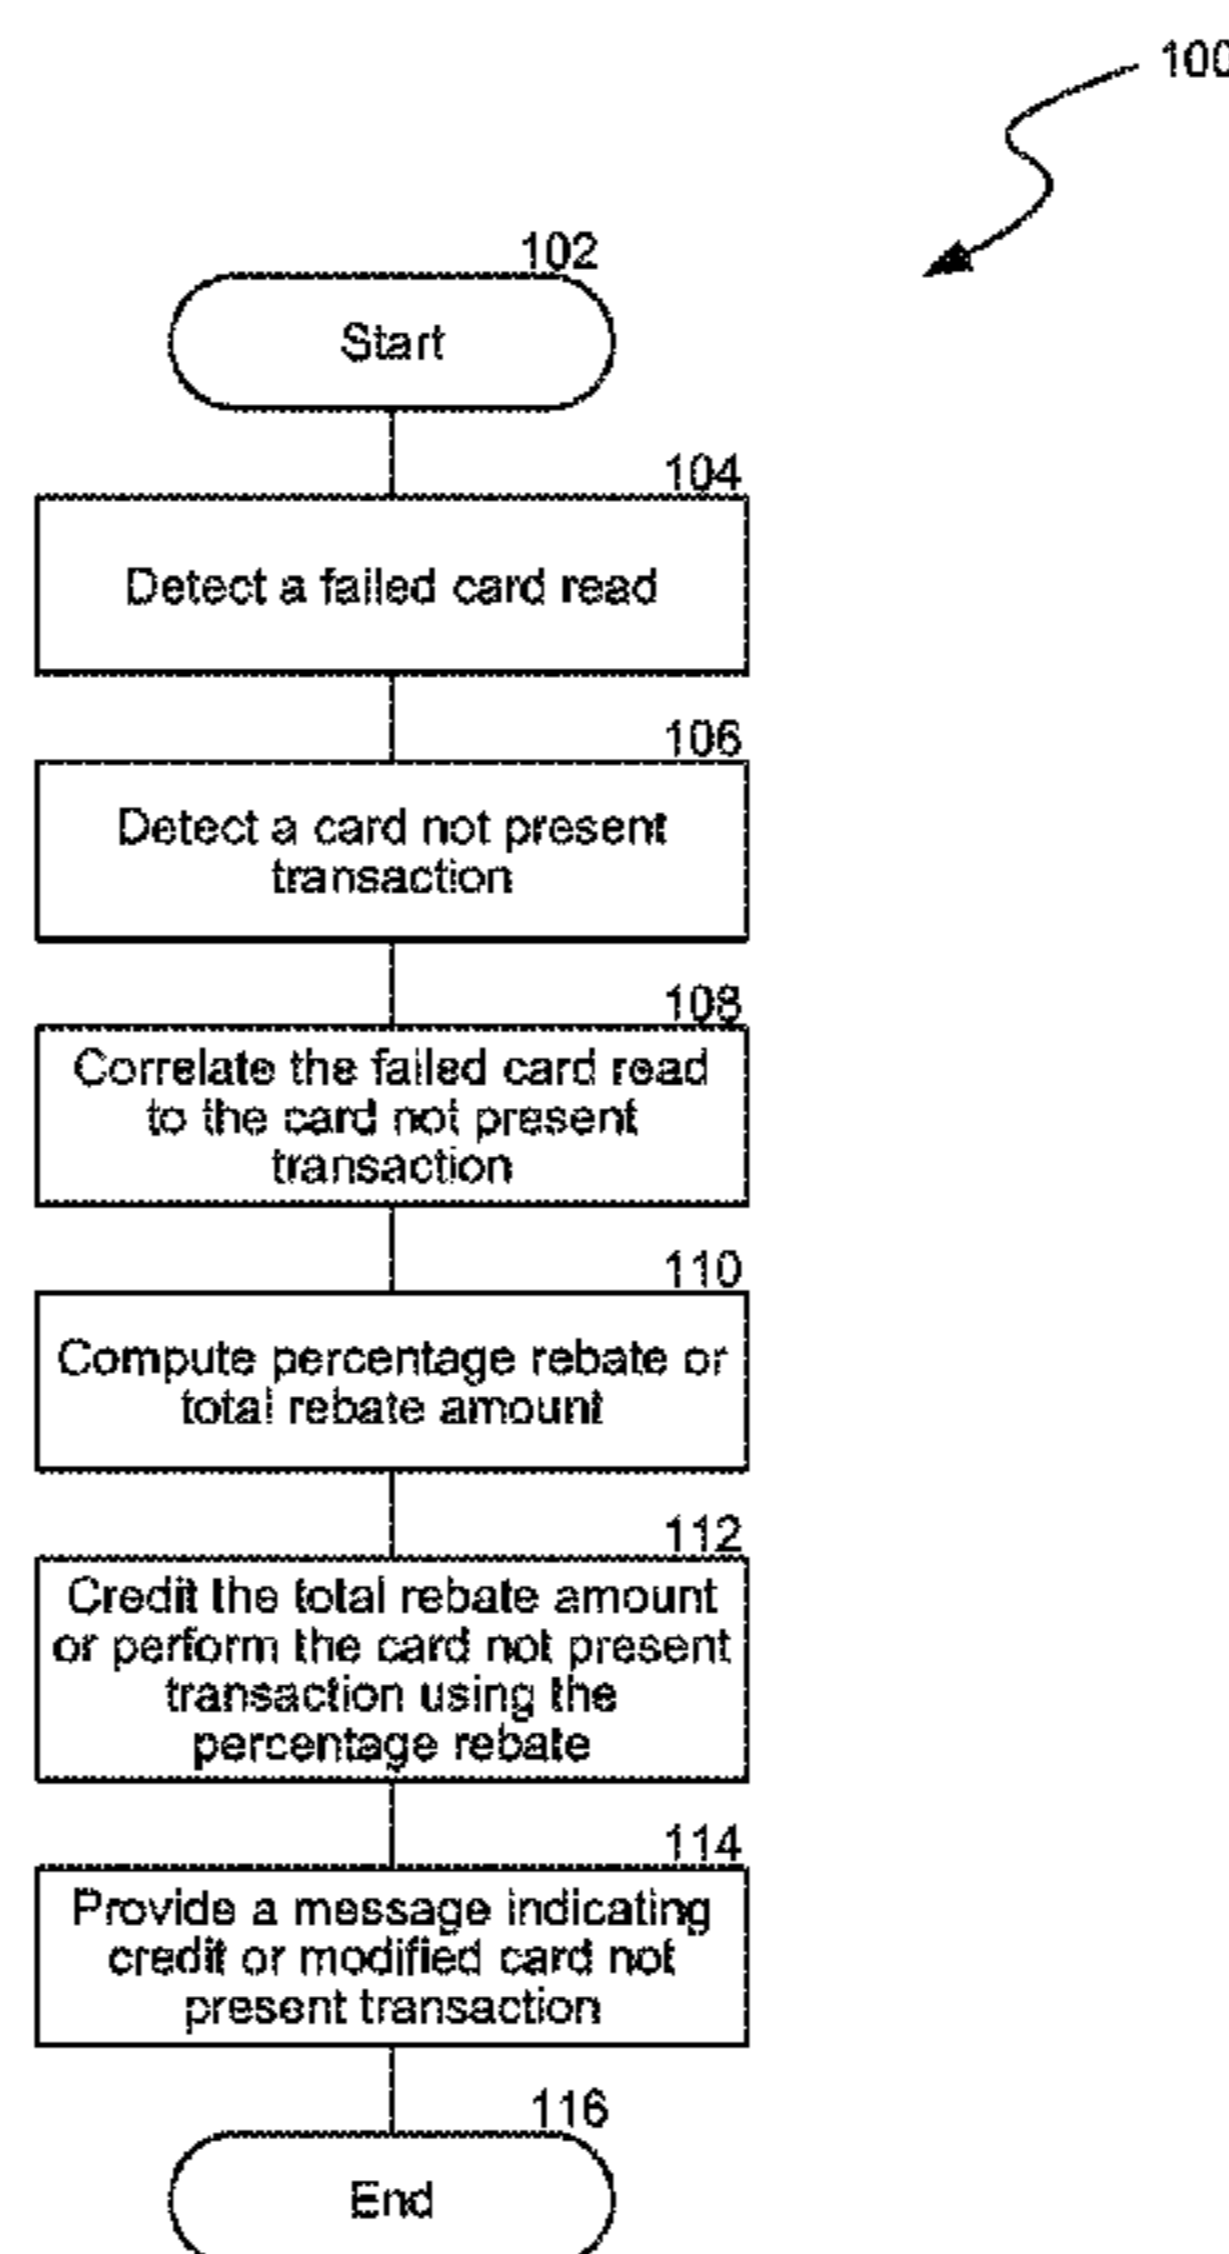 100
102
Start
104
Detect a failed card read
106
Detect a card not present
transaction
108
Correlate the failed card read
to the card not present
transaction
110
Compute percentage rebate or
total rebate amount
112
Credit the total rebate amount
or perform the card not present
transaction using the
percentage rebate
114
Provide a message indicating
credit or modified card not
present transaction
116
End